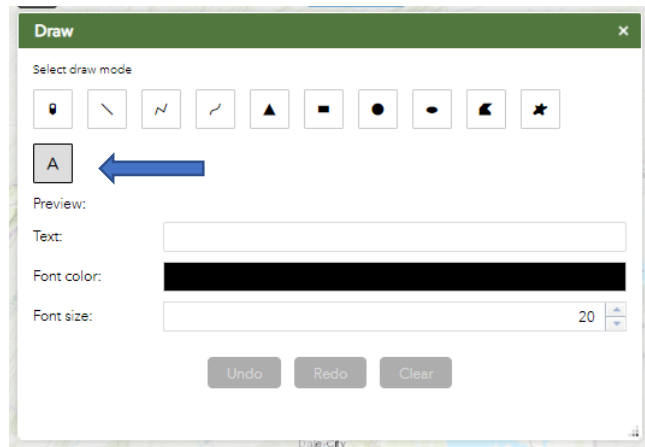 Draw ×
Select draw mode
A
Preview:
Text:
Font color:
Font size: 20
Undo Redo Clear